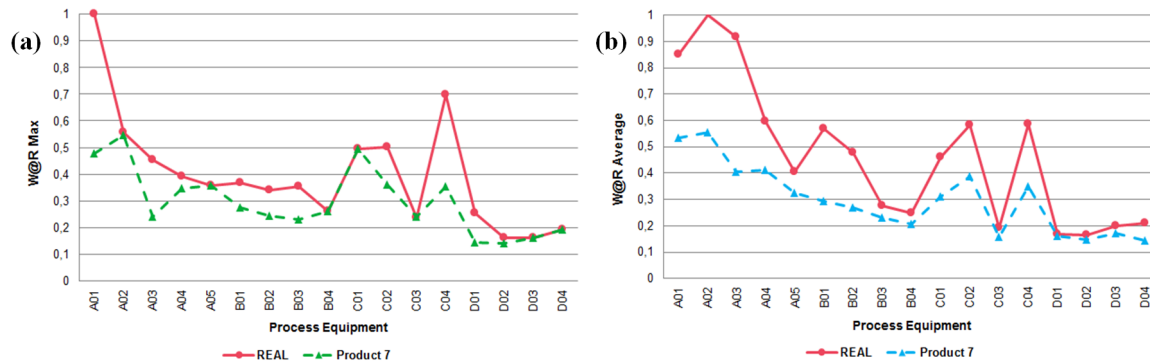 (a)
W@R Max
1
0,9
0,8
0,7
0,6
0,5
0,4
0,3
0,2
0,1
0
A01 A02 A03 A04 A05 B01 B02 B03 B04 C01 C02 C03 C04 D01 D02 D03 D04
Process Equipment
REAL Product 7
(b)
W@R Average
1
0,9
0,8
0,7
0,6
0,5
0,4
0,3
0,2
0,1
0
A01 A02 A03 A04 A05 B01 B02 B03 B04 C01 C02 C03 C04 D01 D02 D03 D04
Process Equipment
REAL Product 7